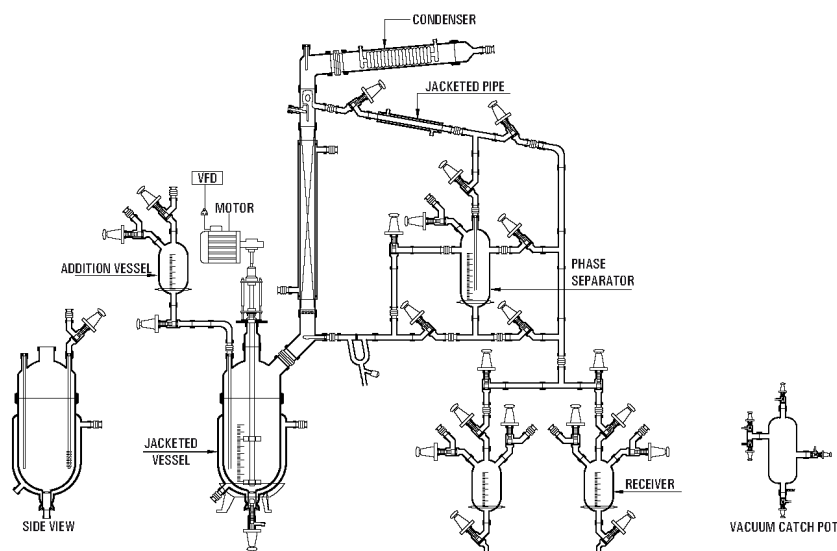 CONDENSER
JACKETED PIPE
VFD
MOTOR
ADDITION VESSEL
PHASE
SEPARATOR
JACKETED
VESSEL
RECEIVER
SIDE VIEW
VACUUM CATCH POT